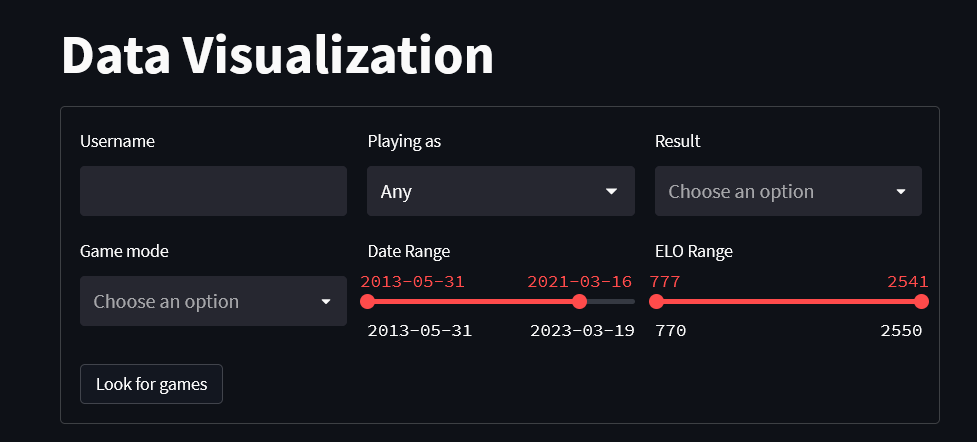 Data Visualization
Username
Playing as
Result
Any
Choose an option
Game mode
Date Range
ELO Range
Choose an option
2013-05-31
2021-03-16
777
2541
2013-05-31
2023-03-19
770
2550
Look for games